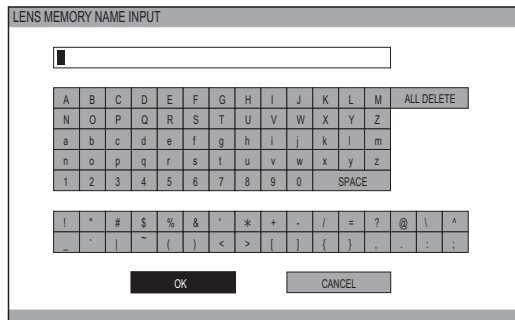 LENS MEMORY NAME INPUT
A B C D E F G H I J K L M ALL DELETE
N O P Q R S T U V W X Y Z
a b c d e f g h i j k l m
n o p q r s t u v w x y z
1 2 3 4 5 6 7 8 9 0 SPACE
! " # $ % & ' * + - / = ? @ \ ^
_ ` | ~ ( ) < > [ ] { } , . : ;
OK CANCEL